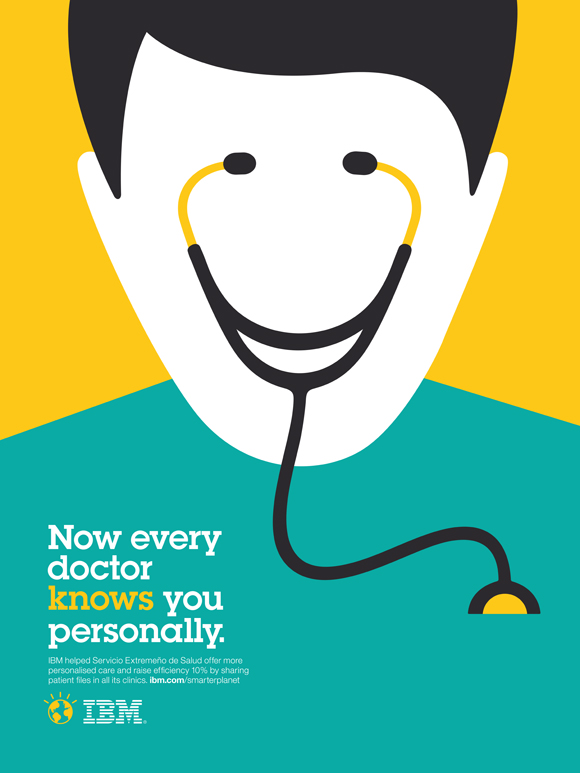 Now every
doctor
knows you
personally.
IBM helped Servicio Extremeño de Salud offer more
personalised care and raise efficiency 10% by sharing
patient files in all its clinics. ibm.com/smarterplanet
IBM®